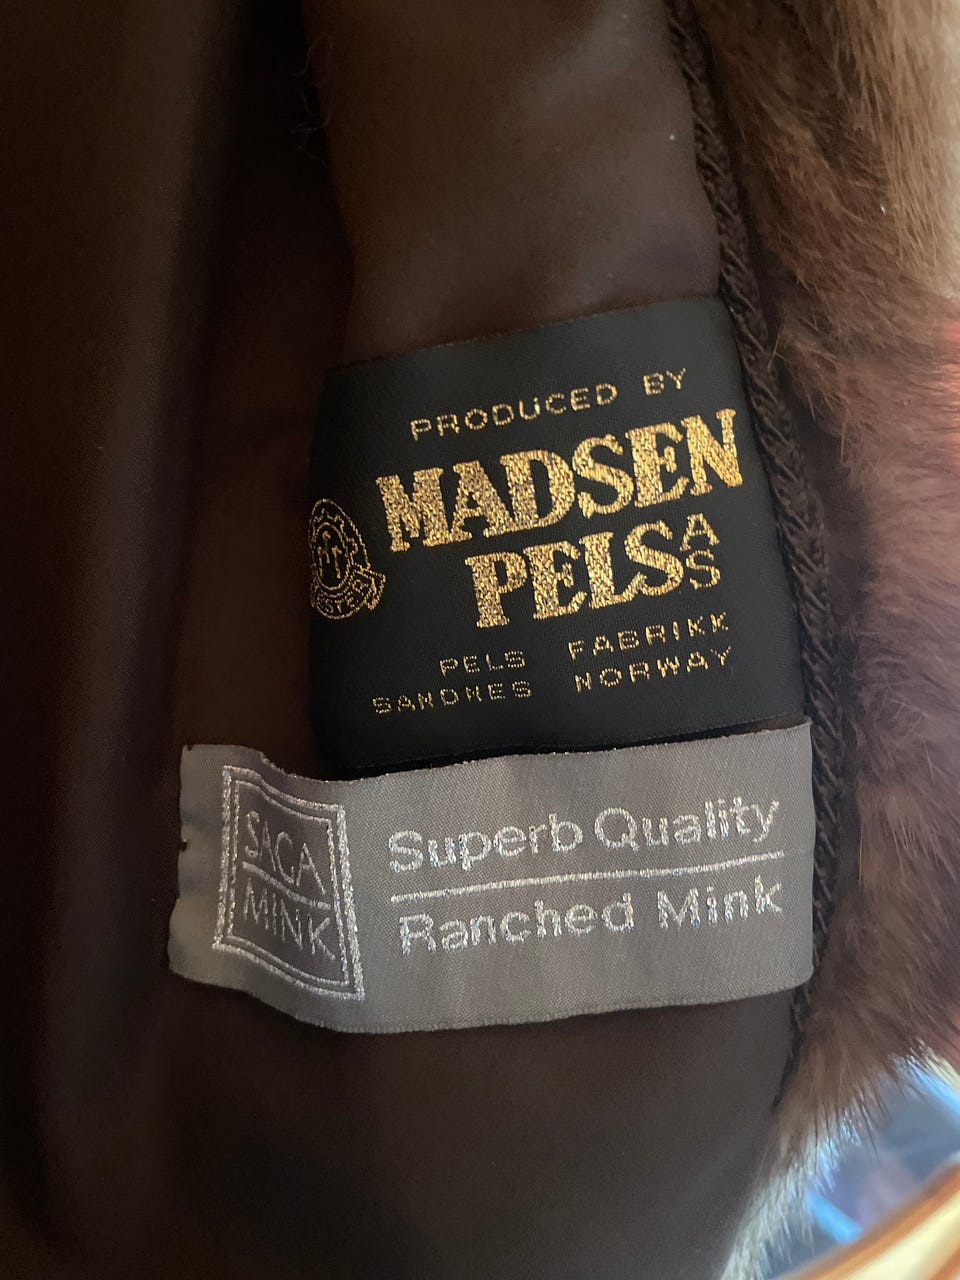 PRODUCED BY
MADSEN
PELS A/S
PELS FABRIKK
SANDNES NORWAY
SAGA
MINK
Superb Quality
Ranched Mink